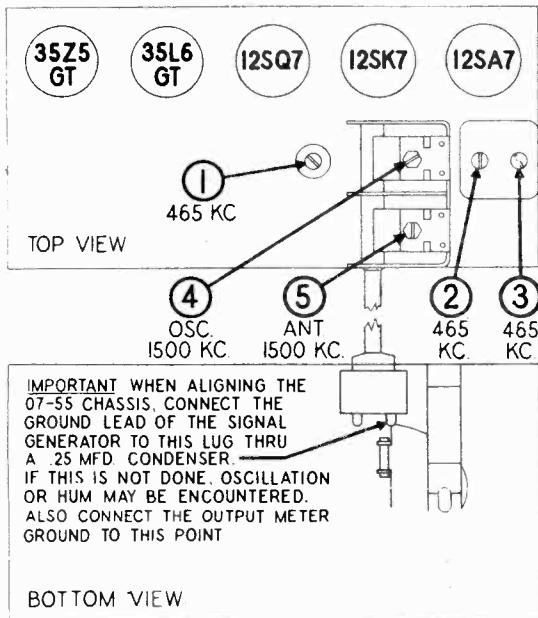 35Z5 GT
35L6 GT
12SQ7
12SK7
12SA7
1
465 KC
2
3
TOP VIEW
4
OSC.
1500 KC.
5
ANT.
1500 KC.
465 KC.
465 KC.
IMPORTANT WHEN ALIGNING THE
07-55 CHASSIS, CONNECT THE
GROUND LEAD OF THE SIGNAL
GENERATOR TO THIS LUG THRU
A .25 MFD. CONDENSER.
IF THIS IS NOT DONE, OSCILLATION
OR HUM MAY BE ENCOUNTERED.
ALSO CONNECT THE OUTPUT METER
GROUND TO THIS POINT
BOTTOM VIEW